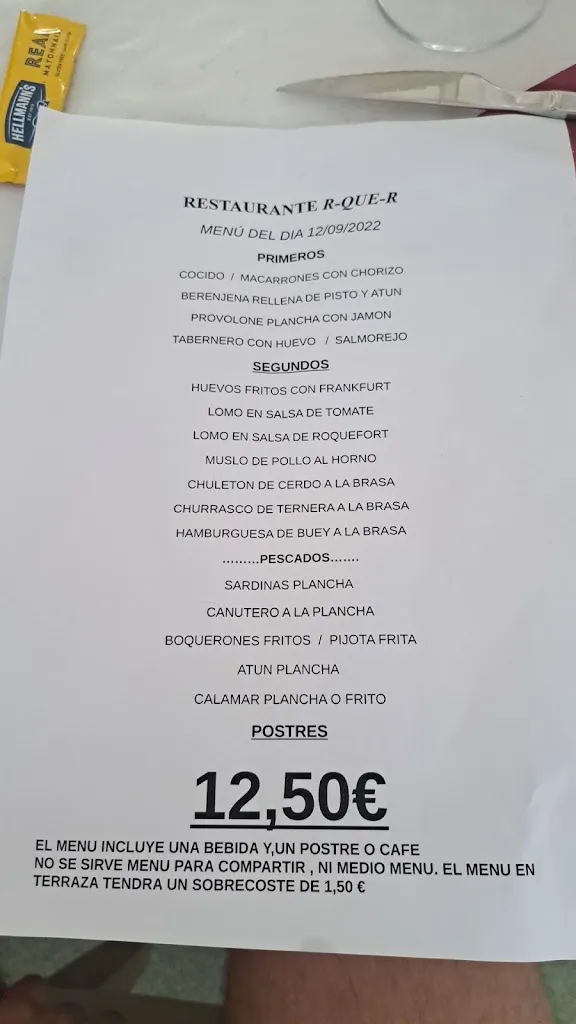 HELLMANN'S
REAL
MAYONNAISE
RESTAURANTE R-QUE-R
MENÚ DEL DIA 12/09/2022
PRIMEROS
COCIDO / MACARRONES CON CHORIZO
BERENJENA RELLENA DE PISTO Y ATUN
PROVOLONE PLANCHA CON JAMON
TABERNERO CON HUEVO / SALMOREJO
SEGUNDOS
HUEVOS FRITOS CON FRANKFURT
LOMO EN SALSA DE TOMATE
LOMO EN SALSA DE ROQUEFORT
MUSLO DE POLLO AL HORNO
CHULETON DE CERDO A LA BRASA
CHURRASCO DE TERNERA A LA BRASA
HAMBURGUESA DE BUEY A LA BRASA
.........PESCADOS.......
SARDINAS PLANCHA
CANUTERO A LA PLANCHA
BOQUERONES FRITOS / PIJOTA FRITA
ATUN PLANCHA
CALAMAR PLANCHA O FRITO
POSTRES
12,50€
EL MENU INCLUYE UNA BEBIDA Y,UN POSTRE O CAFE
NO SE SIRVE MENU PARA COMPARTIR , NI MEDIO MENU. EL MENU EN
TERRAZA TENDRA UN SOBRECOSTE DE 1,50 €